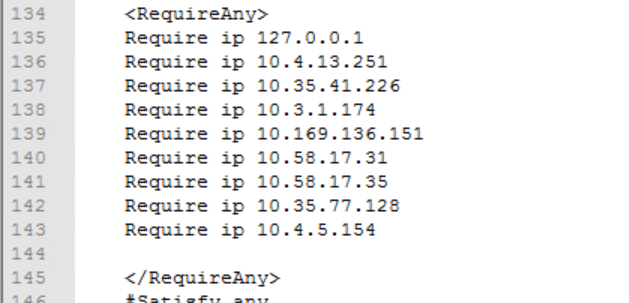 134 <RequireAny>
135 Require ip 127.0.0.1
136 Require ip 10.4.13.251
137 Require ip 10.35.41.226
138 Require ip 10.3.1.174
139 Require ip 10.169.136.151
140 Require ip 10.58.17.31
141 Require ip 10.58.17.35
142 Require ip 10.35.77.128
143 Require ip 10.4.5.154
144
145 </RequireAny>
146 #Satisfy any